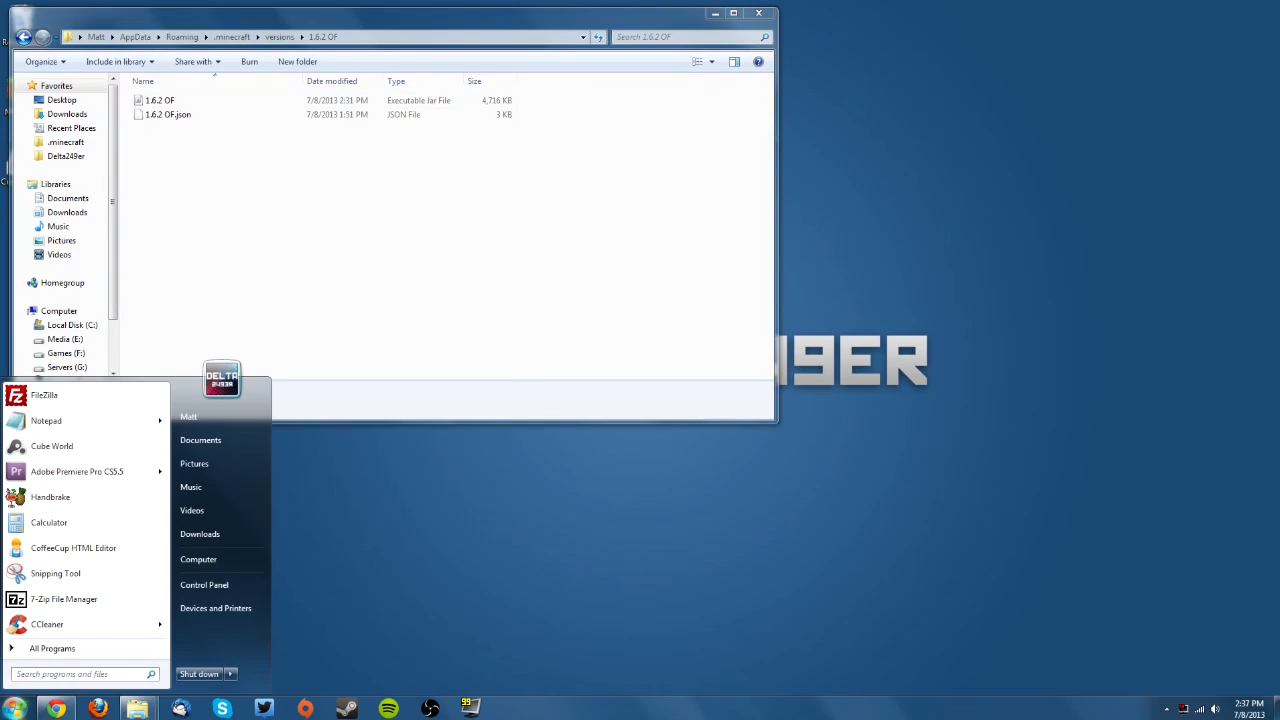 Matt AppData Roaming .minecraft versions 1.6.2 OF
Search 1.6.2 OF
Organize Include in library Share with Burn New folder
Name Date modified Type Size
Favorites
Desktop
Downloads
Recent Places
.minecraft
Delta249er
Libraries
Documents
Downloads
Music
Pictures
Videos
Homegroup
Computer
Local Disk (C:)
Media (E:)
Games (F:)
Servers (G:)
1.6.2 OF 7/8/2013 2:31 PM Executable Jar File 4,716 KB
1.6.2 OF.json 7/8/2013 1:51 PM JSON File 3 KB
49ER
DELTA
249ER
FileZilla
Notepad
Cube World
Pr Adobe Premiere Pro CS5.5
Handbrake
Calculator
CoffeeCup HTML Editor
Snipping Tool
7z 7-Zip File Manager
CCleaner
All Programs
Search programs and files
Matt
Documents
Pictures
Music
Videos
Downloads
Computer
Control Panel
Devices and Printers
Shut down
99
2:37 PM
7/8/2013